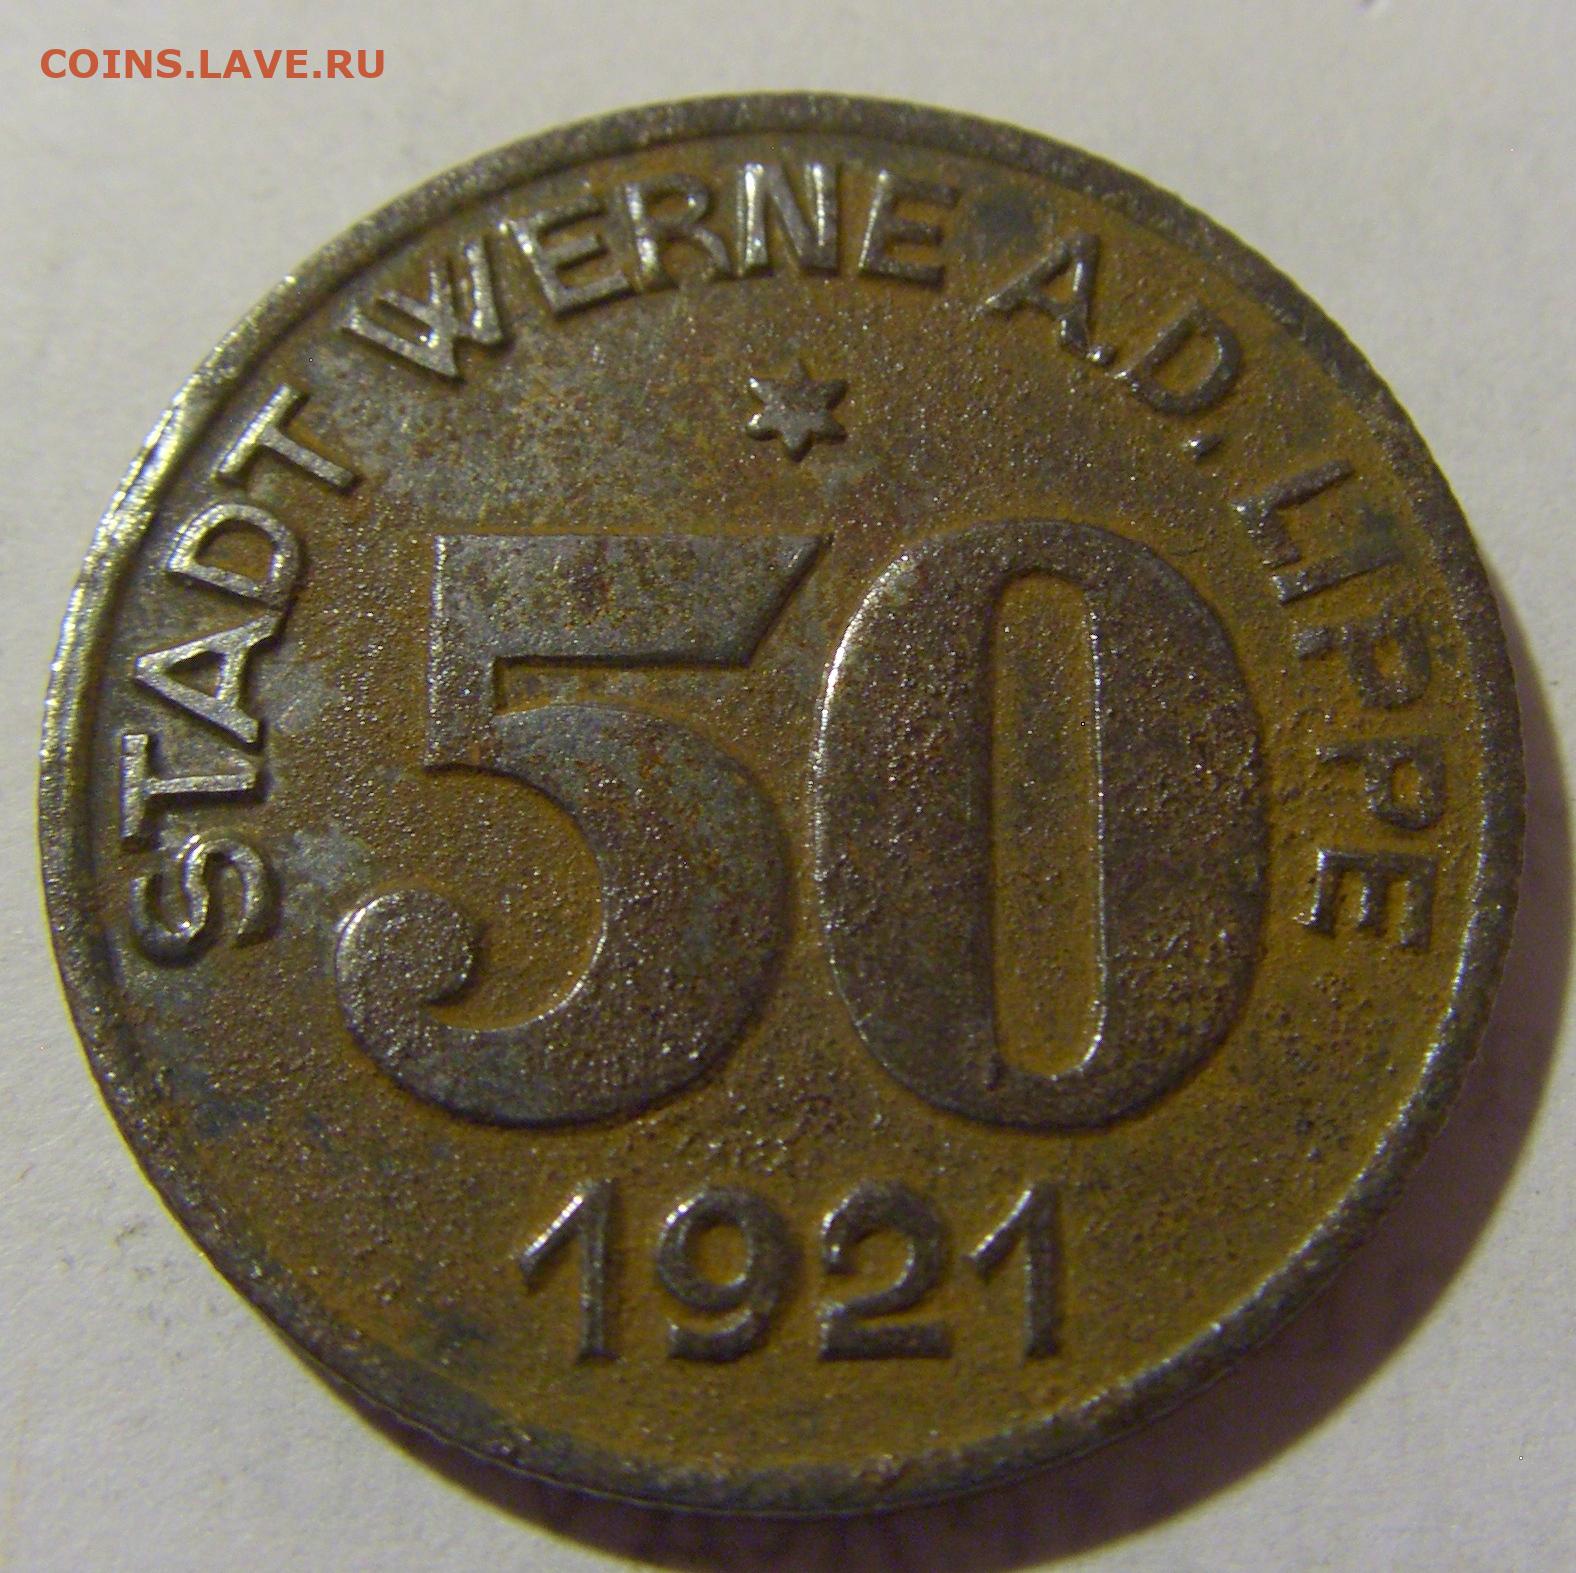 COINS.LAVE.RU
STADT WERNE A.D. LIPPE
50
1921